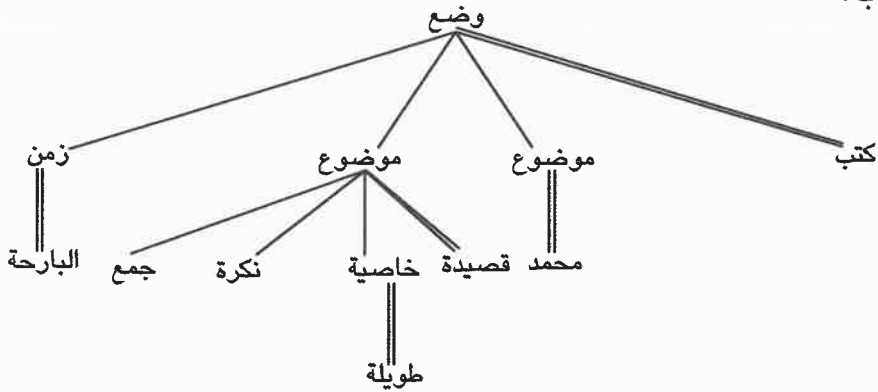 وضع
كتب موضوع موضوع زمن
محمد قصيدة خاصية نكرة جمع البارحة
طويلة